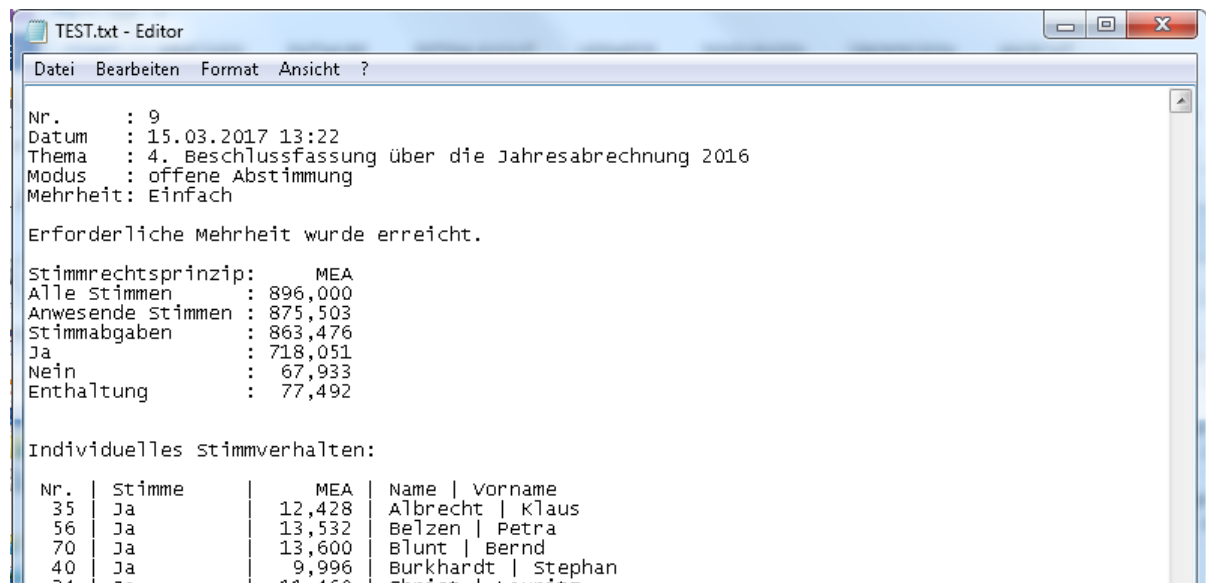 TEST.txt - Editor
Datei Bearbeiten Format Ansicht ?
Nr. : 9
Datum : 15.03.2017 13:22
Thema : 4. Beschlussfassung über die Jahresabrechnung 2016
Modus : offene Abstimmung
Mehrheit: Einfach
Erforderliche Mehrheit wurde erreicht.
Stimmrechtsprinzip: MEA
Alle Stimmen : 896,000
Anwesende Stimmen : 875,503
Stimmabgaben : 863,476
Ja : 718,051
Nein : 67,933
Enthaltung : 77,492
Individuelles Stimmverhalten:
Nr. | Stimme | MEA | Name | Vorname
35 | Ja | 12,428 | Albrecht | Klaus
56 | Ja | 13,532 | Belzen | Petra
70 | Ja | 13,600 | Blunt | Bernd
40 | Ja | 9,996 | Burkhardt | Stephan